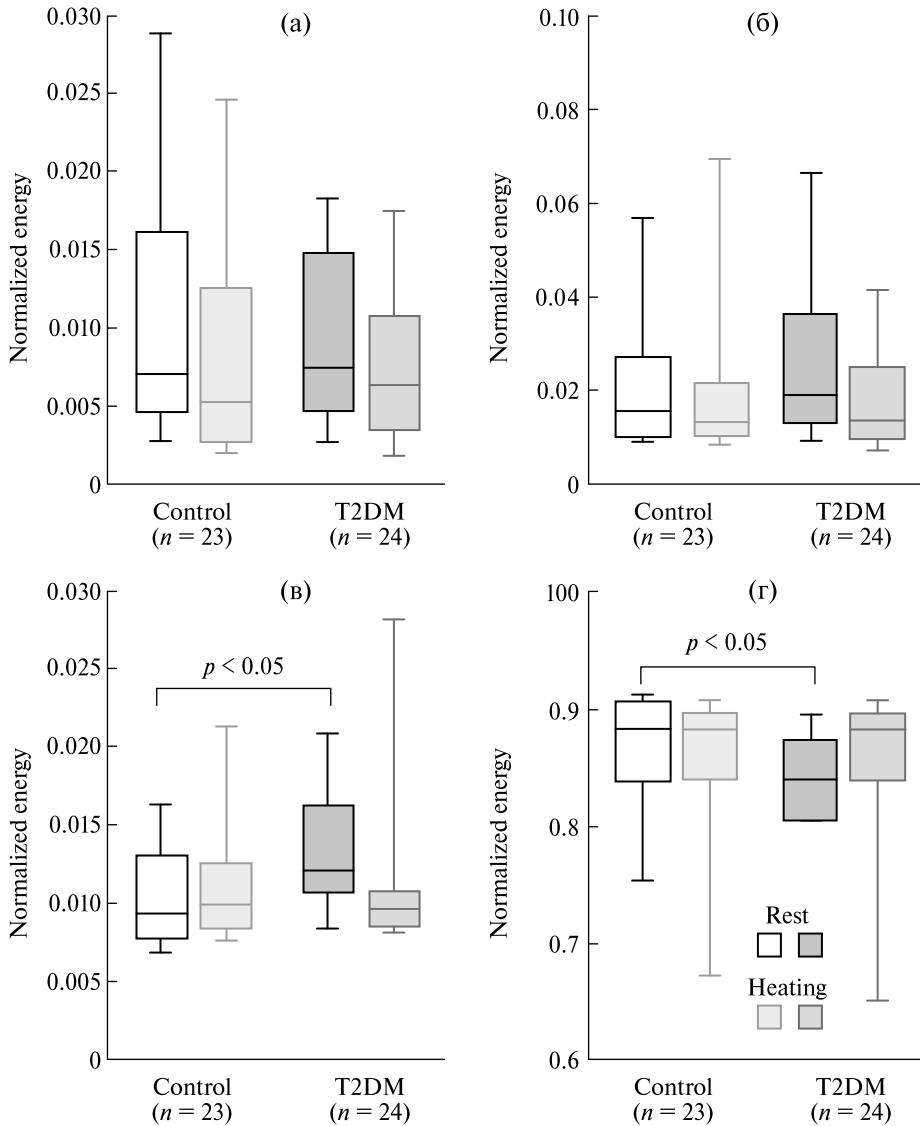 (а)
Normalized energy
0.030
0.025
0.020
0.015
0.010
0.005
0
Control
(n = 23)
T2DM
(n = 24)
(б)
Normalized energy
0.10
0.08
0.06
0.04
0.02
0
Control
(n = 23)
T2DM
(n = 24)
(в)
Normalized energy
0.030
0.025
0.020
0.015
0.010
0.005
0
p < 0.05
Control
(n = 23)
T2DM
(n = 24)
(г)
Normalized energy
100
0.9
0.8
0.7
0.6
p < 0.05
Rest
Heating
Control
(n = 23)
T2DM
(n = 24)